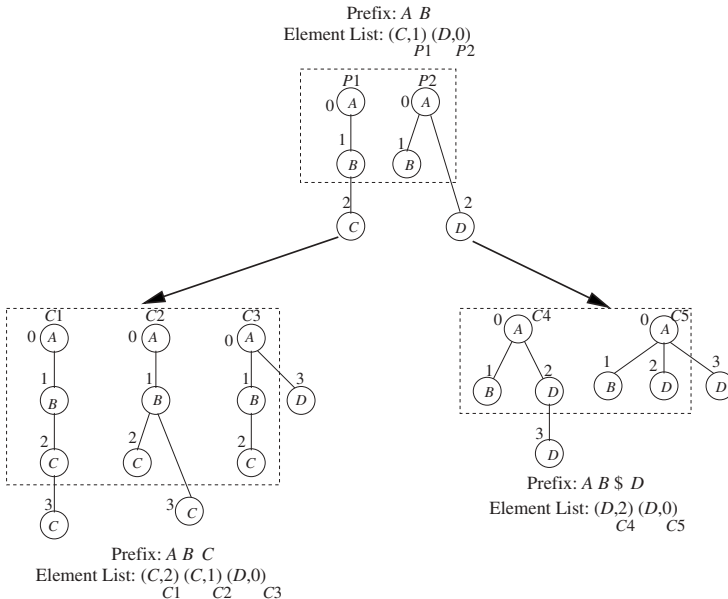 Prefix: A B
Element List: (C,1) (D,0)
P1 P2
P1 P2
0 A 0 A
1 B 1 B
2 C 2 D
C1 C2 C3
0 A 0 A 0 A
1 B 1 B 1 B 3 D
2 C 2 C 2 C
3 C 3 C
Prefix: A B C
Element List: (C,2) (C,1) (D,0)
C1 C2 C3
0 A C4 0 A C5
1 B 2 D 1 B 2 D 3 D
3 D
Prefix: A B $ D
Element List: (D,2) (D,0)
C4 C5